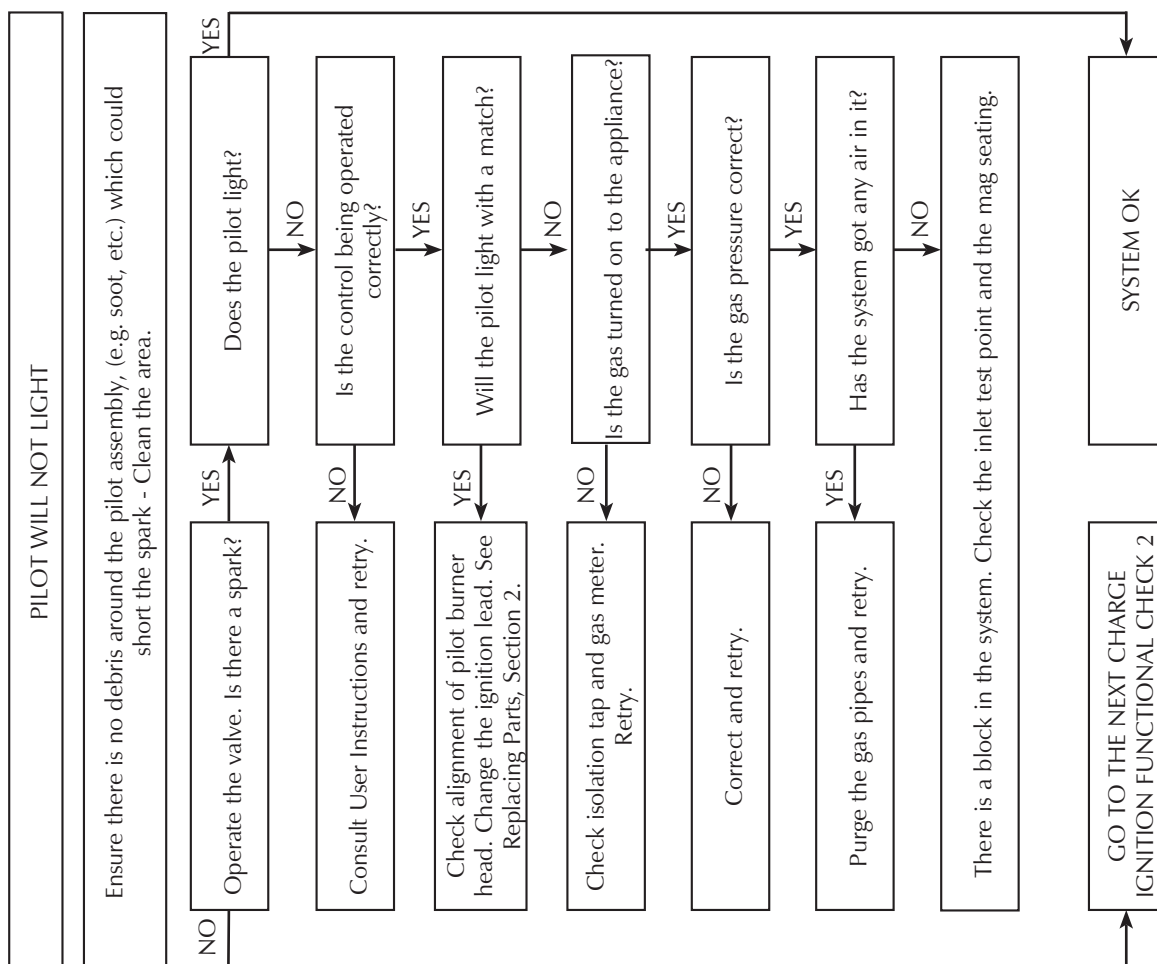 PILOT WILL NOT LIGHT
Ensure there is no debris around the pilot assembly, (e.g. soot, etc.) which could
short the spark - Clean the area.
NO
Operate the valve. Is there a spark?
YES
Does the pilot light?
YES
NO
Consult User Instructions and retry.
NO
Is the control being operated
correctly?
YES
Check alignment of pilot burner
head. Change the ignition lead. See
Replacing Parts, Section 2.
YES
Will the pilot light with a match?
NO
Check isolation tap and gas meter.
Retry.
NO
Is the gas turned on to the appliance?
YES
Correct and retry.
NO
Is the gas pressure correct?
YES
Purge the gas pipes and retry.
YES
Has the system got any air in it?
NO
There is a block in the system. Check the inlet test point and the mag seating.
GO TO THE NEXT CHARGE
IGNITION FUNCTIONAL CHECK 2
SYSTEM OK